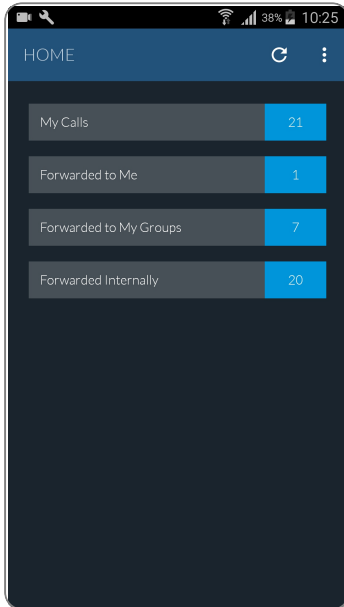 38% 10:25
HOME
My Calls 21
Forwarded to Me 1
Forwarded to My Groups 7
Forwarded Internally 20